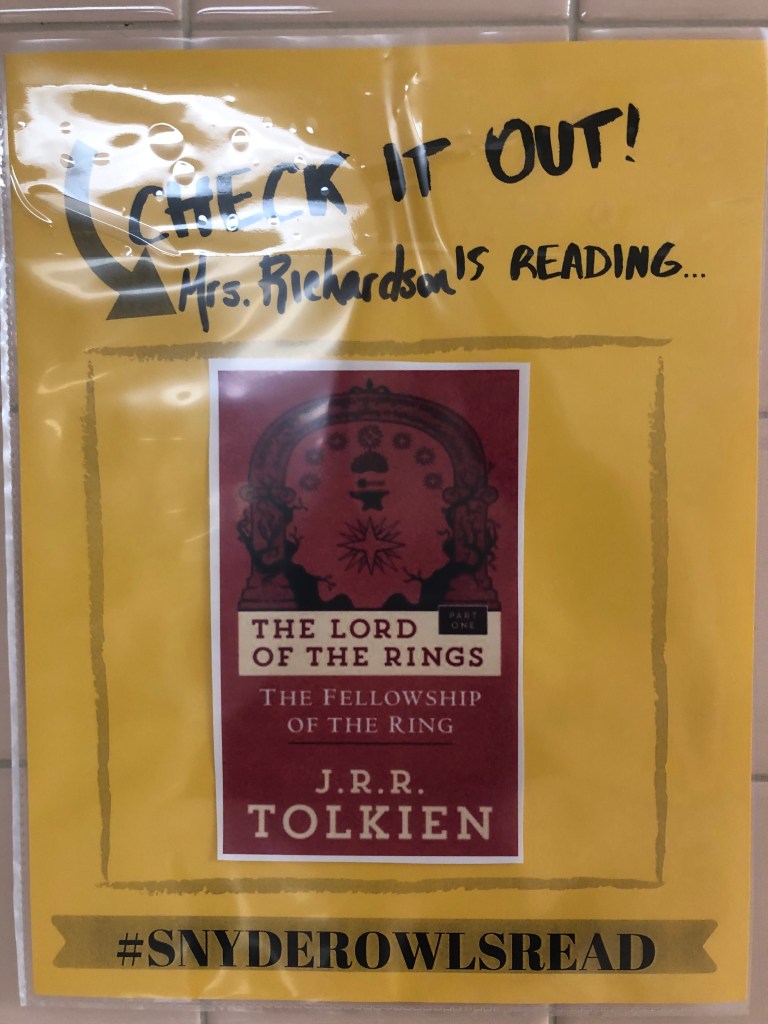 CHECK IT OUT!
Mrs. Richardson IS READING...
PART
ONE
THE LORD
OF THE RINGS
THE FELLOWSHIP
OF THE RING
J.R.R.
TOLKIEN
#SNYDEROWLSREAD